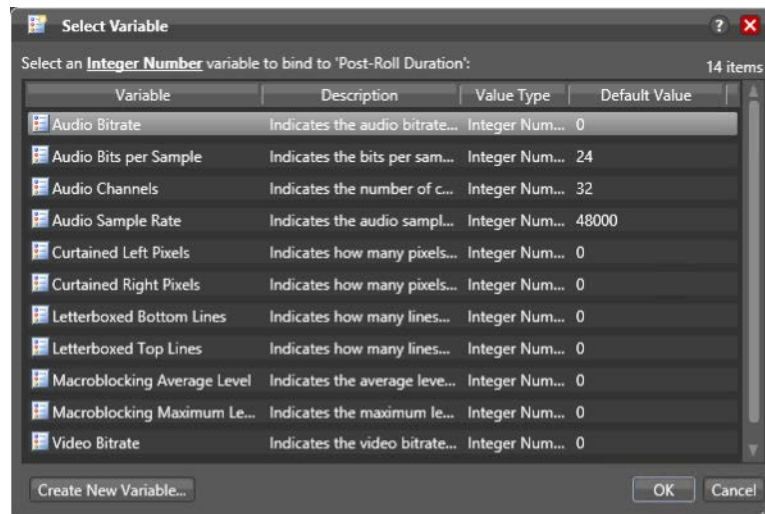 Select Variable
?
Select an Integer Number variable to bind to 'Post-Roll Duration': 14 items
Variable Description Value Type Default Value
Audio Bitrate Indicates the audio bitrate... Integer Num... 0
Audio Bits per Sample Indicates the bits per sam... Integer Num... 24
Audio Channels Indicates the number of c... Integer Num... 32
Audio Sample Rate Indicates the audio sampl... Integer Num... 48000
Curtained Left Pixels Indicates how many pixels... Integer Num... 0
Curtained Right Pixels Indicates how many pixels... Integer Num... 0
Letterboxed Bottom Lines Indicates how many lines... Integer Num... 0
Letterboxed Top Lines Indicates how many lines... Integer Num... 0
Macroblocking Average Level Indicates the average leve... Integer Num... 0
Macroblocking Maximum Le... Indicates the maximum le... Integer Num... 0
Video Bitrate Indicates the video bitrate... Integer Num... 0
Create New Variable... OK Cancel